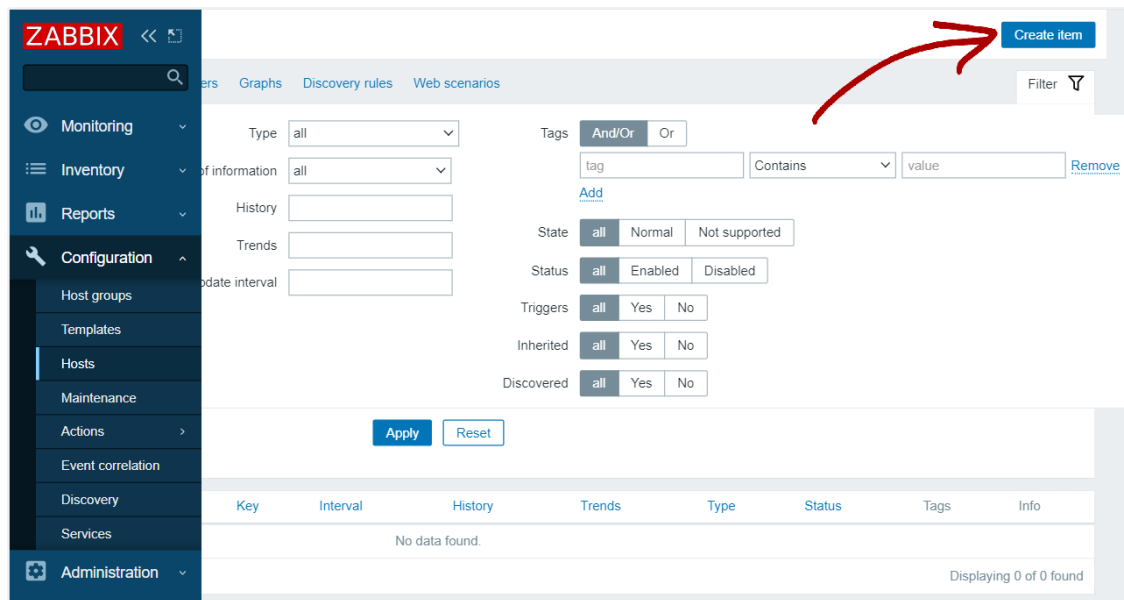 ZABBIX
Create item
ers Graphs Discovery rules Web scenarios
Filter
Monitoring
Inventory
Reports
Configuration
Host groups
Templates
Hosts
Maintenance
Actions
Event correlation
Discovery
Services
Administration
Type all
of information all
History
Trends
pdate interval
Tags And/Or Or
tag Contains value Remove
Add
State all Normal Not supported
Status all Enabled Disabled
Triggers all Yes No
Inherited all Yes No
Discovered all Yes No
Apply Reset
Key Interval History Trends Type Status Tags Info
No data found.
Displaying 0 of 0 found